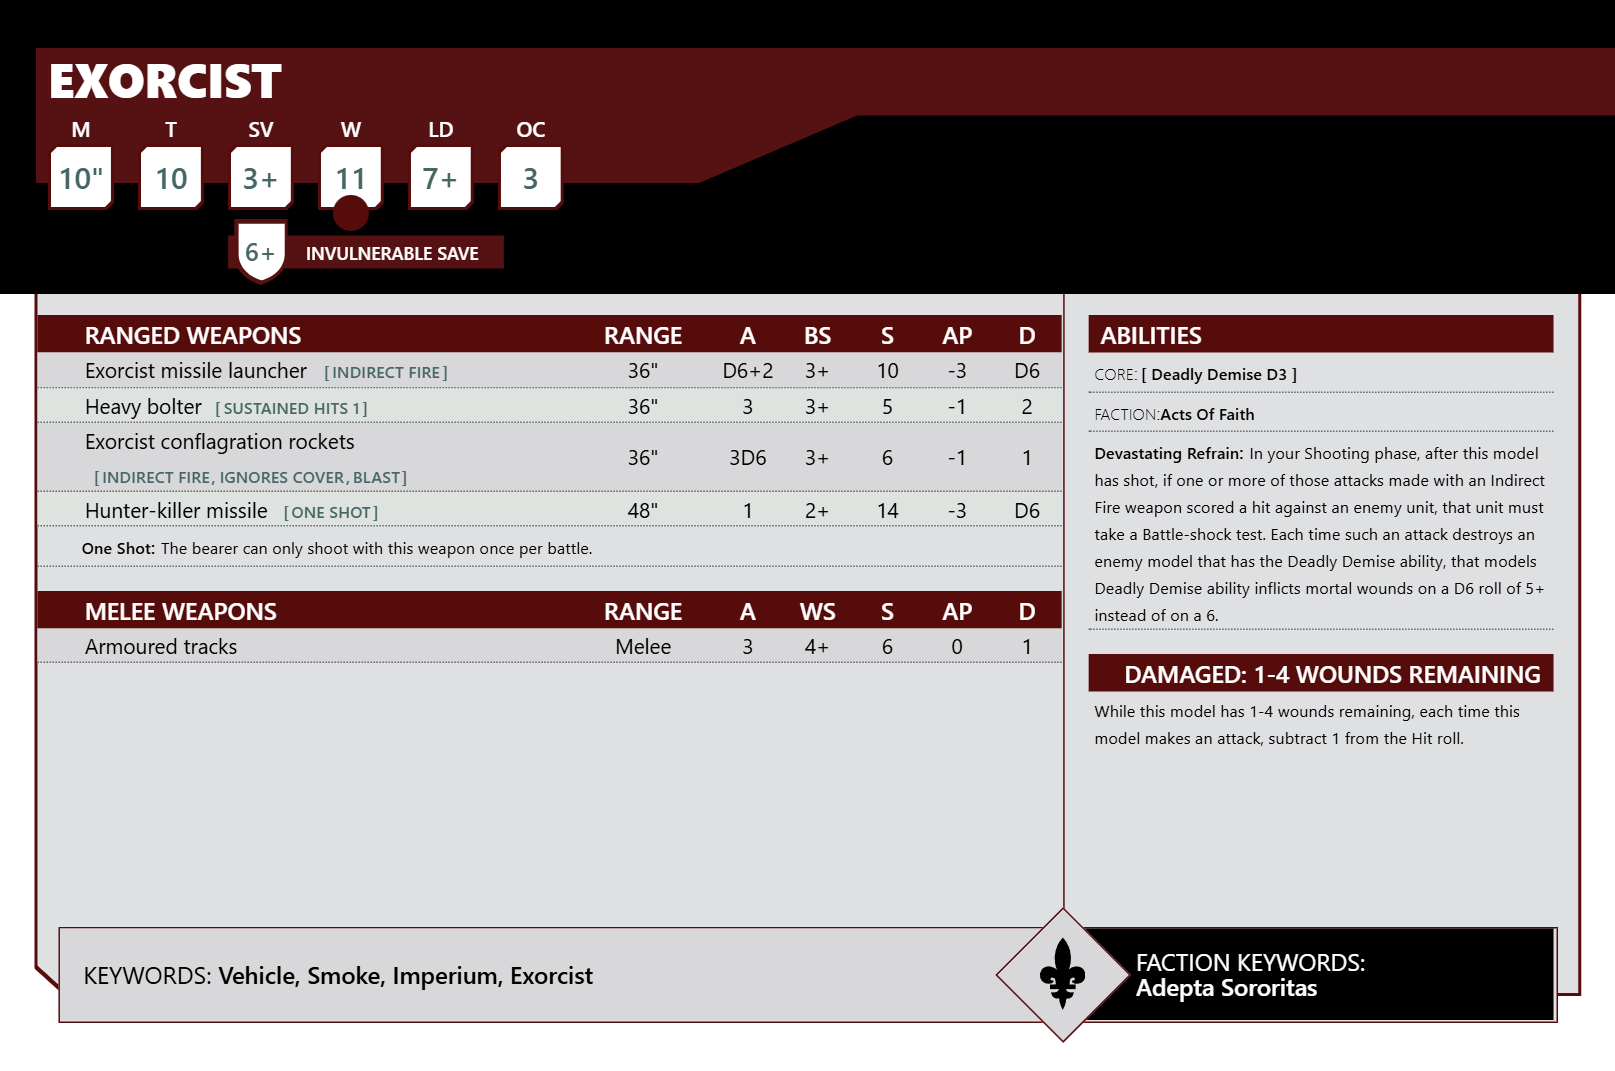 EXORCIST
M T SV W LD OC
10" 10 3+ 11 7+ 3
6+ INVULNERABLE SAVE
RANGED WEAPONS RANGE A BS S AP D
Exorcist missile launcher [INDIRECT FIRE] 36" D6+2 3+ 10 -3 D6
Heavy bolter [SUSTAINED HITS 1] 36" 3 3+ 5 -1 2
Exorcist conflagration rockets
[INDIRECT FIRE, IGNORES COVER, BLAST] 36" 3D6 3+ 6 -1 1
Hunter-killer missile [ONE SHOT] 48" 1 2+ 14 -3 D6
One Shot: The bearer can only shoot with this weapon once per battle.
MELEE WEAPONS RANGE A WS S AP D
Armoured tracks Melee 3 4+ 6 0 1
ABILITIES
CORE: [ Deadly Demise D3 ]
FACTION:Acts Of Faith
Devastating Refrain: In your Shooting phase, after this model
has shot, if one or more of those attacks made with an Indirect
Fire weapon scored a hit against an enemy unit, that unit must
take a Battle-shock test. Each time such an attack destroys an
enemy model that has the Deadly Demise ability, that models
Deadly Demise ability inflicts mortal wounds on a D6 roll of 5+
instead of on a 6.
DAMAGED: 1-4 WOUNDS REMAINING
While this model has 1-4 wounds remaining, each time this
model makes an attack, subtract 1 from the Hit roll.
KEYWORDS: Vehicle, Smoke, Imperium, Exorcist
FACTION KEYWORDS:
Adepta Sororitas